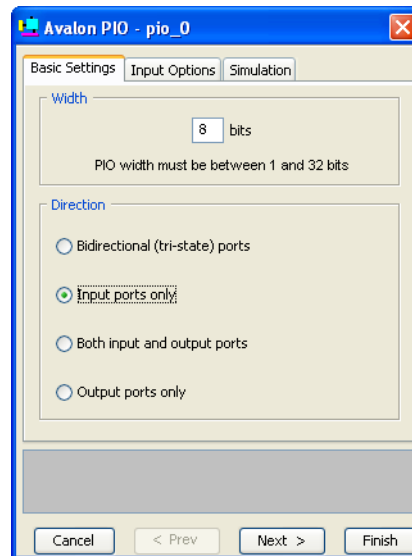 Avalon PIO - pio_0
Basic Settings Input Options Simulation
Width
8 bits
PIO width must be between 1 and 32 bits
Direction
Bidirectional (tri-state) ports
Input ports only
Both input and output ports
Output ports only
Cancel < Prev Next > Finish